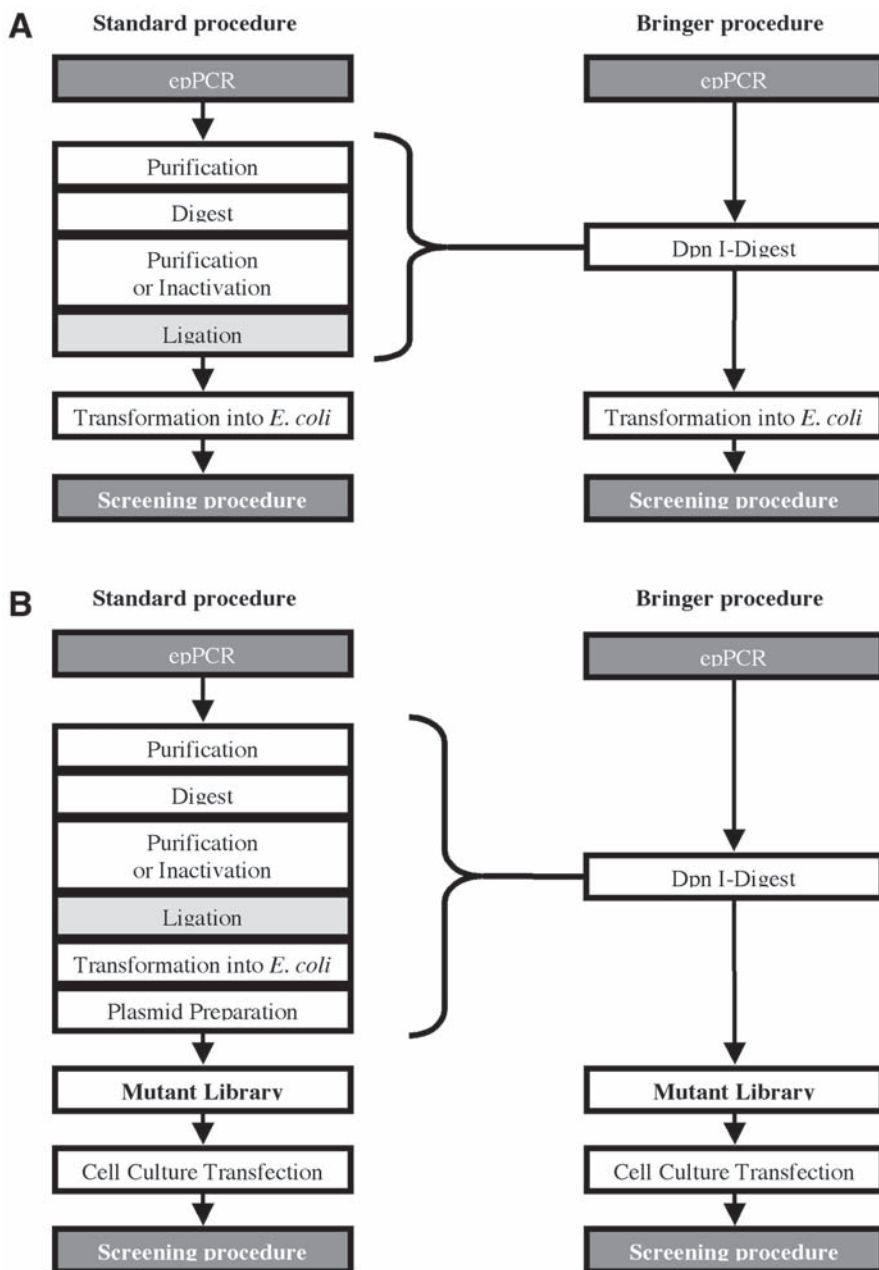 A
Standard procedure
epPCR
Purification
Digest
Purification
or Inactivation
Ligation
Transformation into E. coli
Screening procedure
Bringer procedure
epPCR
Dpn I-Digest
Transformation into E. coli
Screening procedure
B
Standard procedure
epPCR
Purification
Digest
Purification
or Inactivation
Ligation
Transformation into E. coli
Plasmid Preparation
Mutant Library
Cell Culture Transfection
Screening procedure
Bringer procedure
epPCR
Dpn I-Digest
Mutant Library
Cell Culture Transfection
Screening procedure